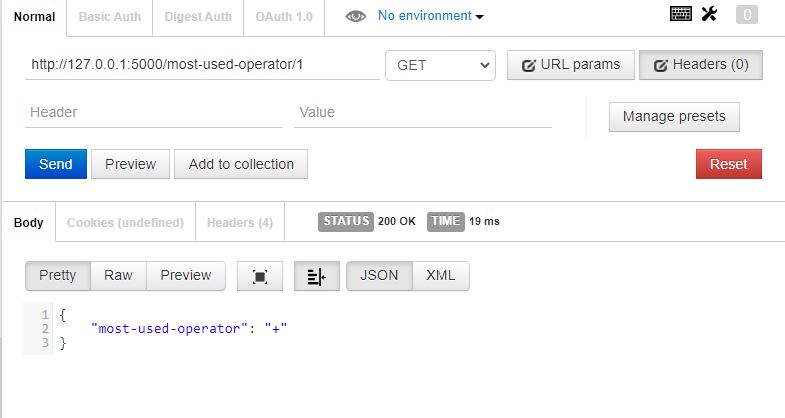 Normal Basic Auth Digest Auth OAuth 1.0 No environment 0
http://127.0.0.1:5000/most-used-operator/1 GET URL params Headers (0)
Header Value Manage presets
Send Preview Add to collection Reset
Body Cookies (undefined) Headers (4) STATUS 200 OK TIME 19 ms
Pretty Raw Preview JSON XML
1 {
2 "most-used-operator": "+"
3 }